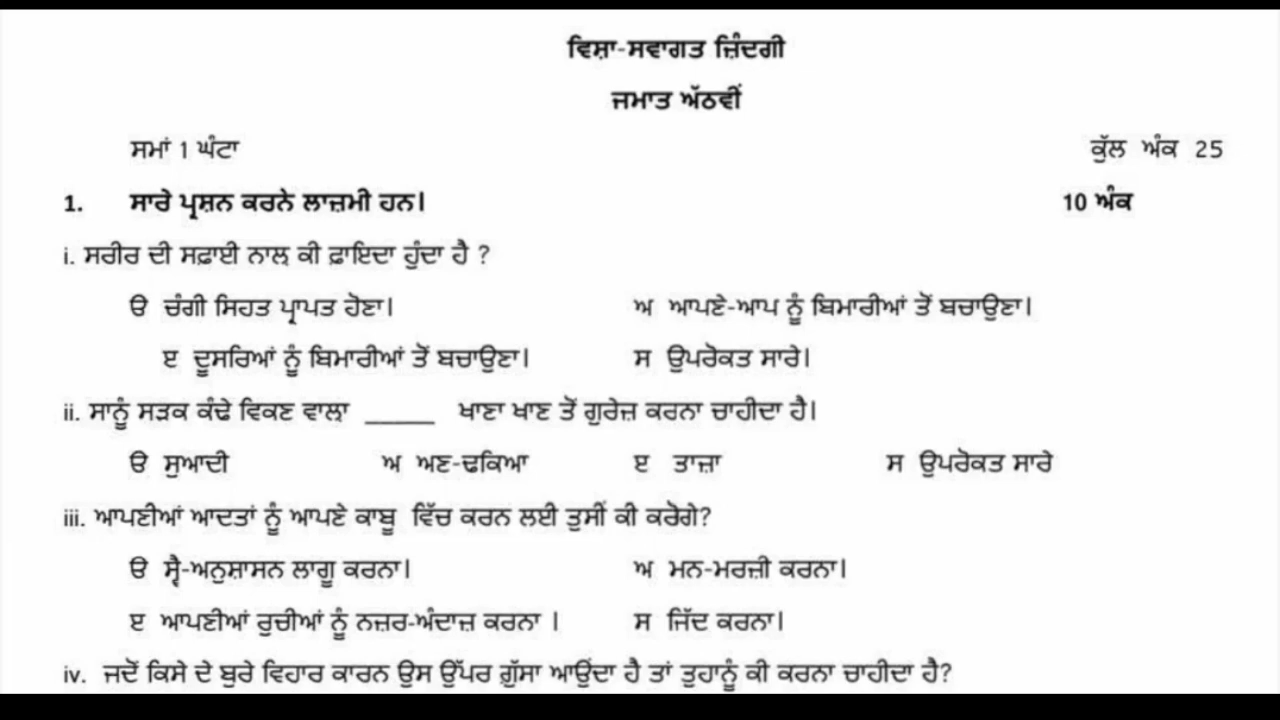 ਵਿਸ਼ਾ-ਸਵਾਗਤ ਜ਼ਿੰਦਗੀ
ਜਮਾਤ ਅੱਠਵੀਂ
ਸਮਾਂ 1 ਘੰਟਾ ਕੁੱਲ ਅੰਕ 25
1. ਸਾਰੇ ਪ੍ਰਸ਼ਨ ਕਰਨੇ ਲਾਜ਼ਮੀ ਹਨ। 10 ਅੰਕ
i. ਸਰੀਰ ਦੀ ਸਫ਼ਾਈ ਨਾਲ਼ ਕੀ ਫ਼ਾਇਦਾ ਹੁੰਦਾ ਹੈ ?
ੳ ਚੰਗੀ ਸਿਹਤ ਪ੍ਰਾਪਤ ਹੋਣਾ। ਅ ਆਪਣੇ-ਆਪ ਨੂੰ ਬਿਮਾਰੀਆਂ ਤੋਂ ਬਚਾਉਣਾ।
ੲ ਦੂਸਰਿਆਂ ਨੂੰ ਬਿਮਾਰੀਆਂ ਤੋਂ ਬਚਾਉਣਾ। ਸ ਉਪਰੋਕਤ ਸਾਰੇ।
ii. ਸਾਨੂੰ ਸੜਕ ਕੰਢੇ ਵਿਕਣ ਵਾਲ਼ਾ _____ ਖਾਣਾ ਖਾਣ ਤੋਂ ਗੁਰੇਜ਼ ਕਰਨਾ ਚਾਹੀਦਾ ਹੈ।
ੳ ਸੁਆਦੀ ਅ ਅਣ-ਢਕਿਆ ੲ ਤਾਜ਼ਾ ਸ ਉਪਰੋਕਤ ਸਾਰੇ
iii. ਆਪਣੀਆਂ ਆਦਤਾਂ ਨੂੰ ਆਪਣੇ ਕਾਬੂ ਵਿੱਚ ਕਰਨ ਲਈ ਤੁਸੀਂ ਕੀ ਕਰੋਗੇ?
ੳ ਸ੍ਵੈ-ਅਨੁਸ਼ਾਸਨ ਲਾਗੂ ਕਰਨਾ। ਅ ਮਨ-ਮਰਜ਼ੀ ਕਰਨਾ।
ੲ ਆਪਣੀਆਂ ਰੁਚੀਆਂ ਨੂੰ ਨਜ਼ਰ-ਅੰਦਾਜ਼ ਕਰਨਾ । ਸ ਜਿੱਦ ਕਰਨਾ।
iv. ਜਦੋਂ ਕਿਸੇ ਦੇ ਬੁਰੇ ਵਿਹਾਰ ਕਾਰਨ ਉਸ ਉੱਪਰ ਗੁੱਸਾ ਆਉਂਦਾ ਹੈ ਤਾਂ ਤੁਹਾਨੂੰ ਕੀ ਕਰਨਾ ਚਾਹੀਦਾ ਹੈ?